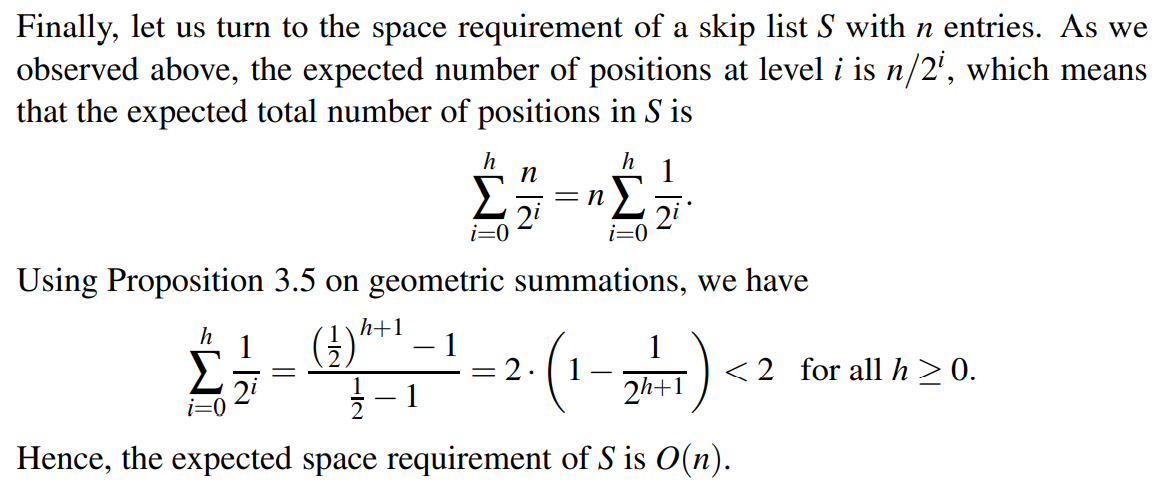 Finally, let us turn to the space requirement of a skip list S with n entries. As we
observed above, the expected number of positions at level i is n/2^i, which means
that the expected total number of positions in S is
\sum_{i=0}^{h} \frac{n}{2^i} = n \sum_{i=0}^{h} \frac{1}{2^i}.
Using Proposition 3.5 on geometric summations, we have
\sum_{i=0}^{h} \frac{1}{2^i} = \frac{\left(\frac{1}{2}\right)^{h+1} - 1}{\frac{1}{2} - 1} = 2 \cdot \left(1 - \frac{1}{2^{h+1}}\right) < 2 for all h ≥ 0.
Hence, the expected space requirement of S is O(n).